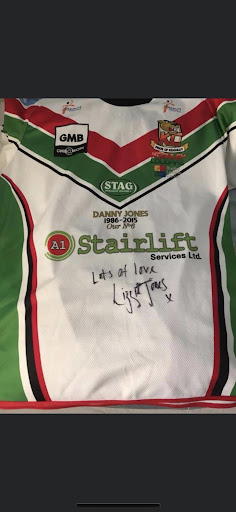 GMB
STAG
DANNY JONES
1986-2015
Our Nº6
A1 Stairlift
Services Ltd.
Lots of love
Lizzie Jones
x